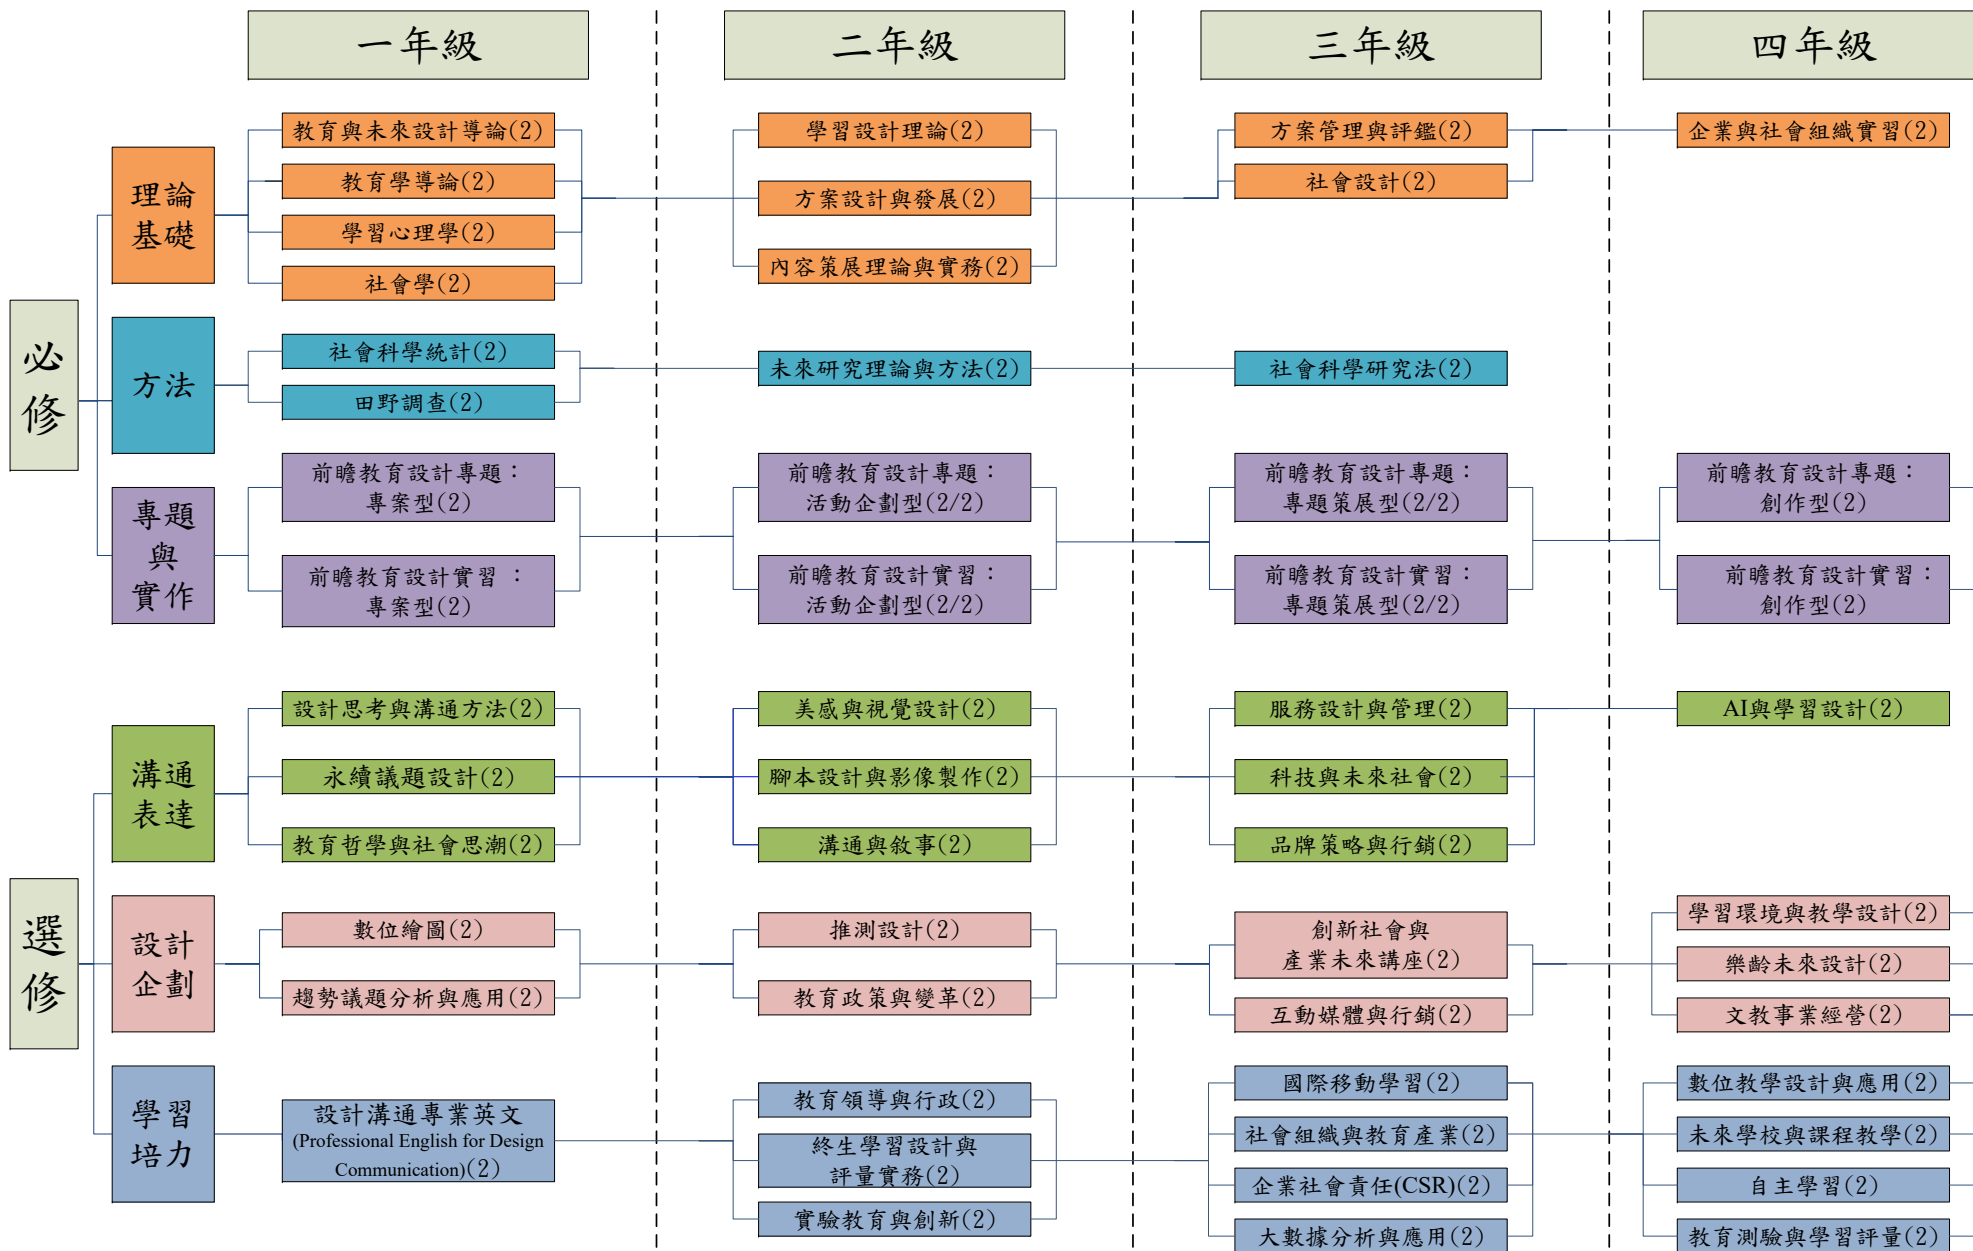 一年級
二年級
三年級
四年級
必
修
理論
基礎
教育與未來設計導論(2)
教育學導論(2)
學習心理學(2)
社會學(2)
學習設計理論(2)
方案設計與發展(2)
內容策展理論與實務(2)
方案管理與評鑑(2)
社會設計(2)
企業與社會組織實習(2)
方法
社會科學統計(2)
田野調查(2)
未來研究理論與方法(2)
社會科學研究法(2)
專題
與
實作
前瞻教育設計專題：
專案型(2)
前瞻教育設計實習：
專案型(2)
前瞻教育設計專題：
活動企劃型(2/2)
前瞻教育設計實習：
活動企劃型(2/2)
前瞻教育設計專題：
專題策展型(2/2)
前瞻教育設計實習：
專題策展型(2/2)
前瞻教育設計專題：
創作型(2)
前瞻教育設計實習：
創作型(2)
選
修
溝通
表達
設計思考與溝通方法(2)
永續議題設計(2)
教育哲學與社會思潮(2)
美感與視覺設計(2)
腳本設計與影像製作(2)
溝通與敘事(2)
服務設計與管理(2)
科技與未來社會(2)
品牌策略與行銷(2)
AI與學習設計(2)
設計
企劃
數位繪圖(2)
趨勢議題分析與應用(2)
推測設計(2)
教育政策與變革(2)
創新社會與
產業未來講座(2)
互動媒體與行銷(2)
學習環境與教學設計(2)
樂齡未來設計(2)
文教事業經營(2)
學習
培力
設計溝通專業英文
(Professional English for Design
Communication)(2)
教育領導與行政(2)
終生學習設計與
評量實務(2)
實驗教育與創新(2)
國際移動學習(2)
社會組織與教育產業(2)
企業社會責任(CSR)(2)
大數據分析與應用(2)
數位教學設計與應用(2)
未來學校與課程教學(2)
自主學習(2)
教育測驗與學習評量(2)